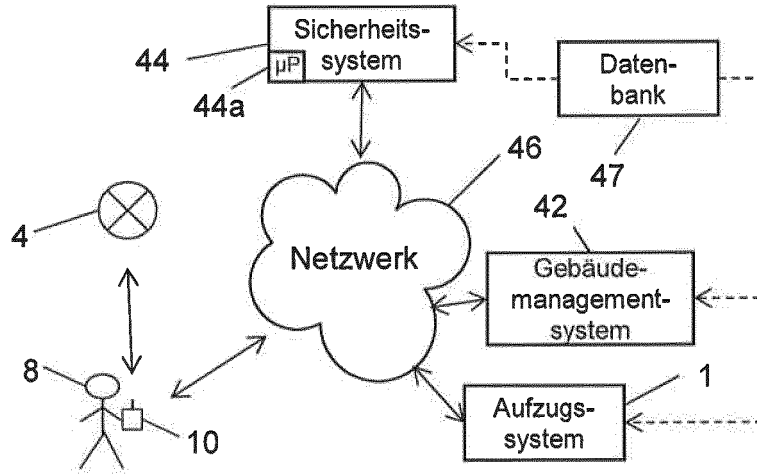 44
44a
Sicherheits-
system
µP
Daten-
bank
47
46
4
Netzwerk
42
Gebäude-
management-
system
8
10
Aufzugs-
system
1